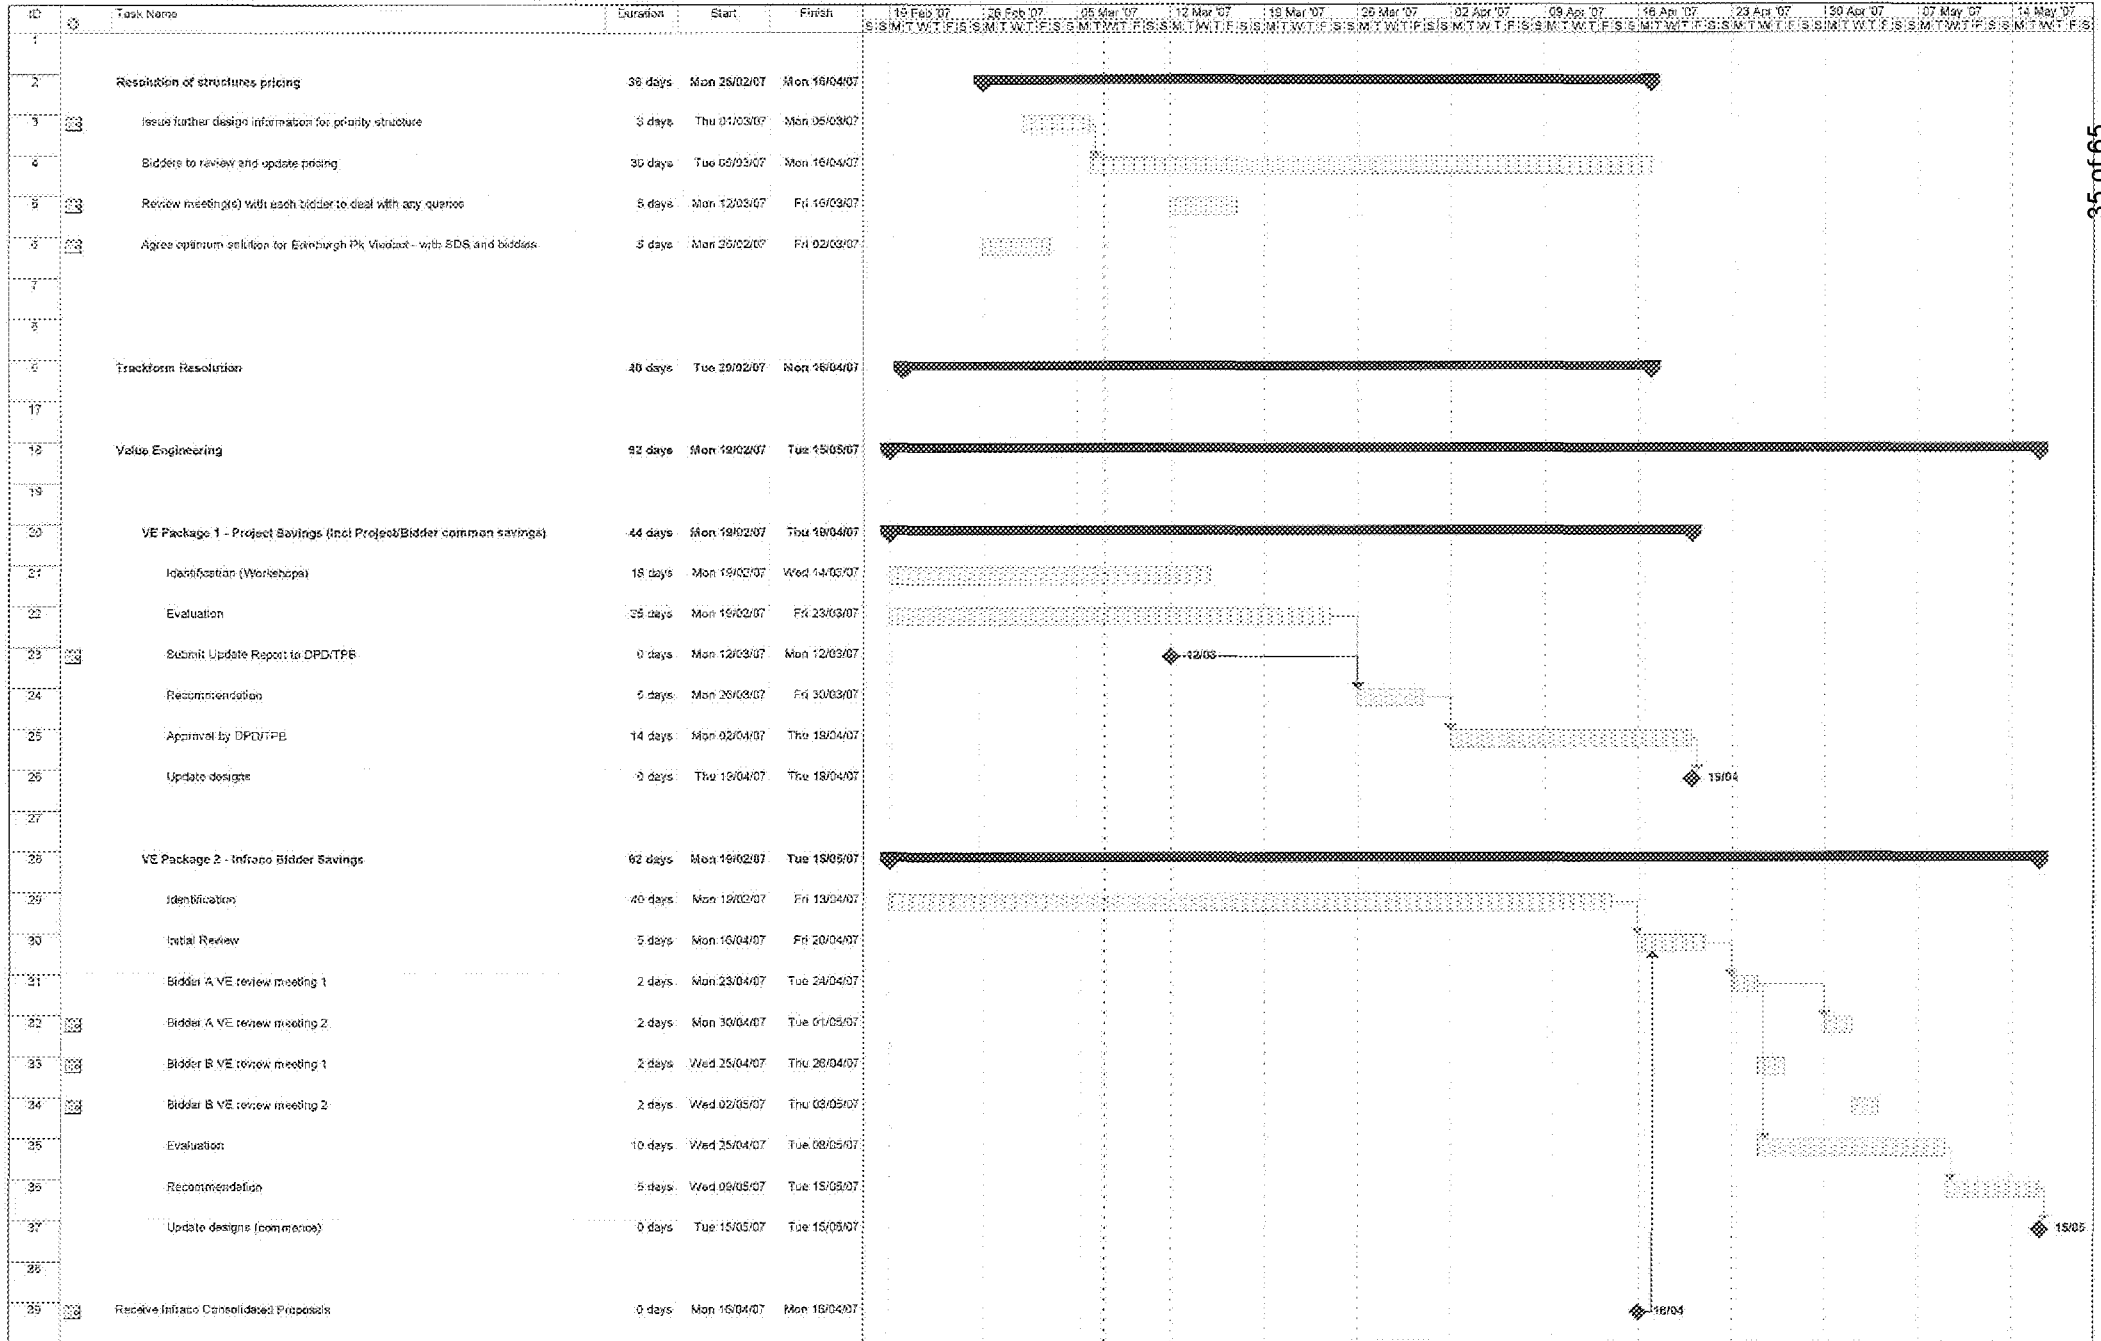 ID Task Name Duration Start Finish 19 Feb '07 26 Feb '07 05 Mar '07 12 Mar '07 19 Mar '07 26 Mar '07 02 Apr '07 09 Apr '07 16 Apr '07 23 Apr '07 30 Apr '07 07 May '07 14 May '07
S S M T W T F S S M T W T F S S M T W T F S S M T W T F S S M T W T F S S M T W T F S S M T W T F S S M T W T F S S M T W T F S S M T W T F S S M T W T F S S M T W T F S S M T W T F S
1
2 Resolution of structures pricing 36 days Mon 26/02/07 Mon 16/04/07
3 Issue further design information for priority structure 3 days Thu 01/03/07 Mon 05/03/07
4 Bidders to review and update pricing 30 days Tue 06/03/07 Mon 16/04/07
5 Review meeting(s) with each bidder to deal with any queries 5 days Mon 12/03/07 Fri 16/03/07
6 Agree optimum solution for Edinburgh Pk Viaduct - with SDS and bidders 5 days Mon 26/02/07 Fri 02/03/07
7
8
9 Trackform Resolution 40 days Tue 20/02/07 Mon 16/04/07
17
18 Value Engineering 62 days Mon 19/02/07 Tue 15/05/07
19
20 VE Package 1 - Project Savings (Incl Project/Bidder common savings) 44 days Mon 19/02/07 Thu 19/04/07
21 Identification (Workshops) 18 days Mon 19/02/07 Wed 14/03/07
22 Evaluation 25 days Mon 19/02/07 Fri 23/03/07
23 Submit Update Report to DPD/TPB 0 days Mon 12/03/07 Mon 12/03/07 12/03
24 Recommendation 5 days Mon 26/03/07 Fri 30/03/07
25 Approval by DPD/TPB 14 days Mon 02/04/07 Thu 19/04/07
26 Update designs 0 days Thu 19/04/07 Thu 19/04/07 19/04
27
28 VE Package 2 - Infraco Bidder Savings 62 days Mon 19/02/07 Tue 15/05/07
29 Identification 40 days Mon 19/02/07 Fri 13/04/07
30 Initial Review 5 days Mon 16/04/07 Fri 20/04/07
31 Bidder A VE review meeting 1 2 days Mon 23/04/07 Tue 24/04/07
32 Bidder A VE review meeting 2 2 days Mon 30/04/07 Tue 01/05/07
33 Bidder B VE review meeting 1 2 days Wed 25/04/07 Thu 26/04/07
34 Bidder B VE review meeting 2 2 days Wed 02/05/07 Thu 03/05/07
35 Evaluation 10 days Wed 25/04/07 Tue 08/05/07
36 Recommendation 5 days Wed 09/05/07 Tue 15/05/07
37 Update designs (commence) 0 days Tue 15/05/07 Tue 15/05/07 15/05
38
39 Receive Infraco Consolidated Proposals 0 days Mon 16/04/07 Mon 16/04/07 16/04
35 of 65